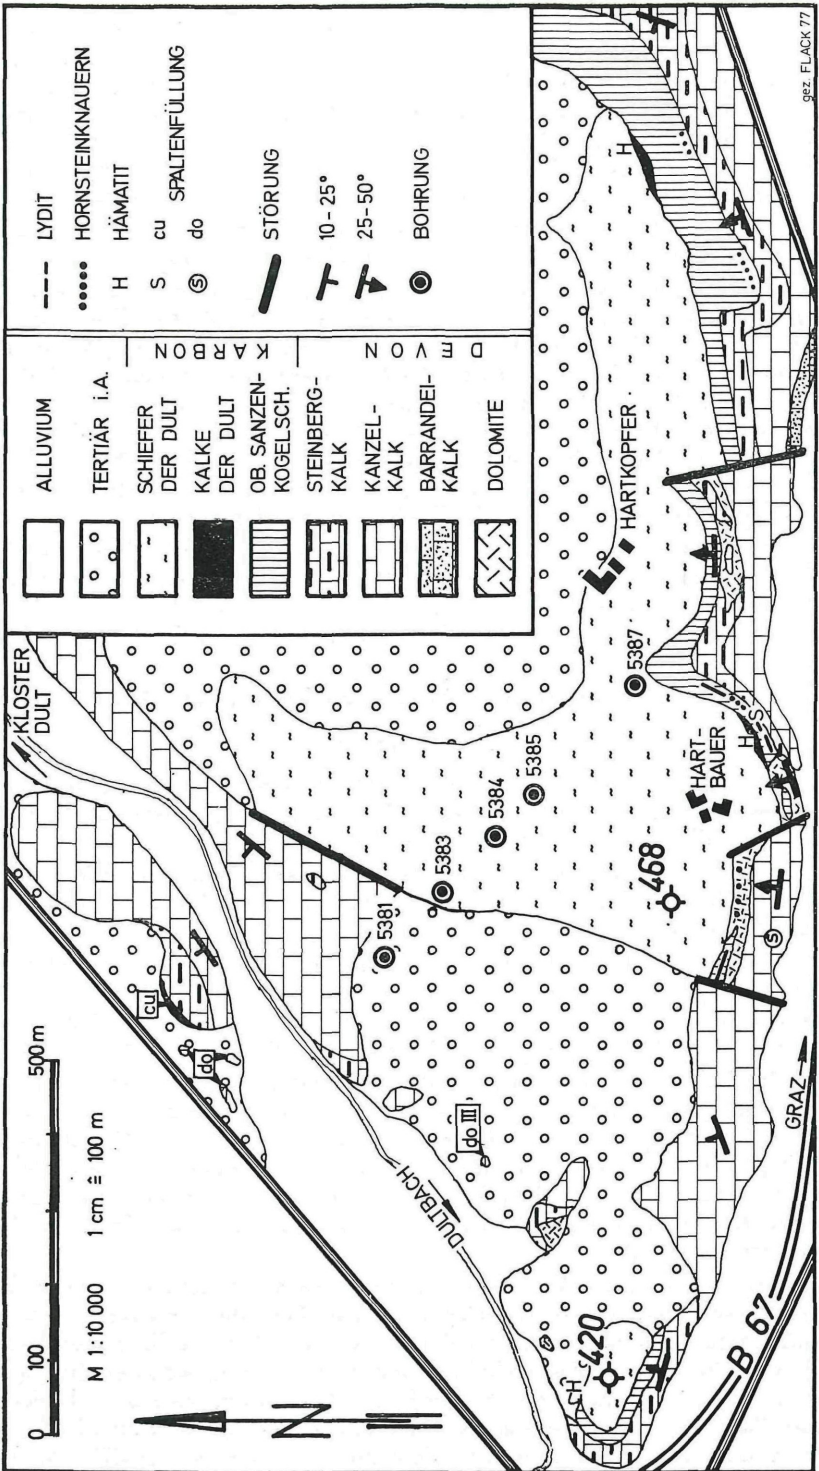 0 100 500 m
M 1:10 000 1 cm ≙ 100 m
N
ALLUVIUM
TERTIÄR i.A.
SCHIEFER
DER DULT
KALKE
DER DULT
OB. SANZEN-
KOGELSCH.
STEINBERG-
KALK
KANZEL-
KALK
BARRANDEI-
KALK
DOLOMITE
KARBON
DEVON
LYDIT
HORNSTEINKNAUERN
H HÄMATIT
S cu
SPALTENFÜLLUNG
S do
STÖRUNG
10-25°
25-50°
BOHRUNG
KLOSTER
DULT
cu
do
do III
DULTBACH
5381
5383
5384
5385
5387
HARTKOPFER
HART-
BAUER
468
420
H
H
S
H
S
B 67
GRAZ
gez. FLACK 77